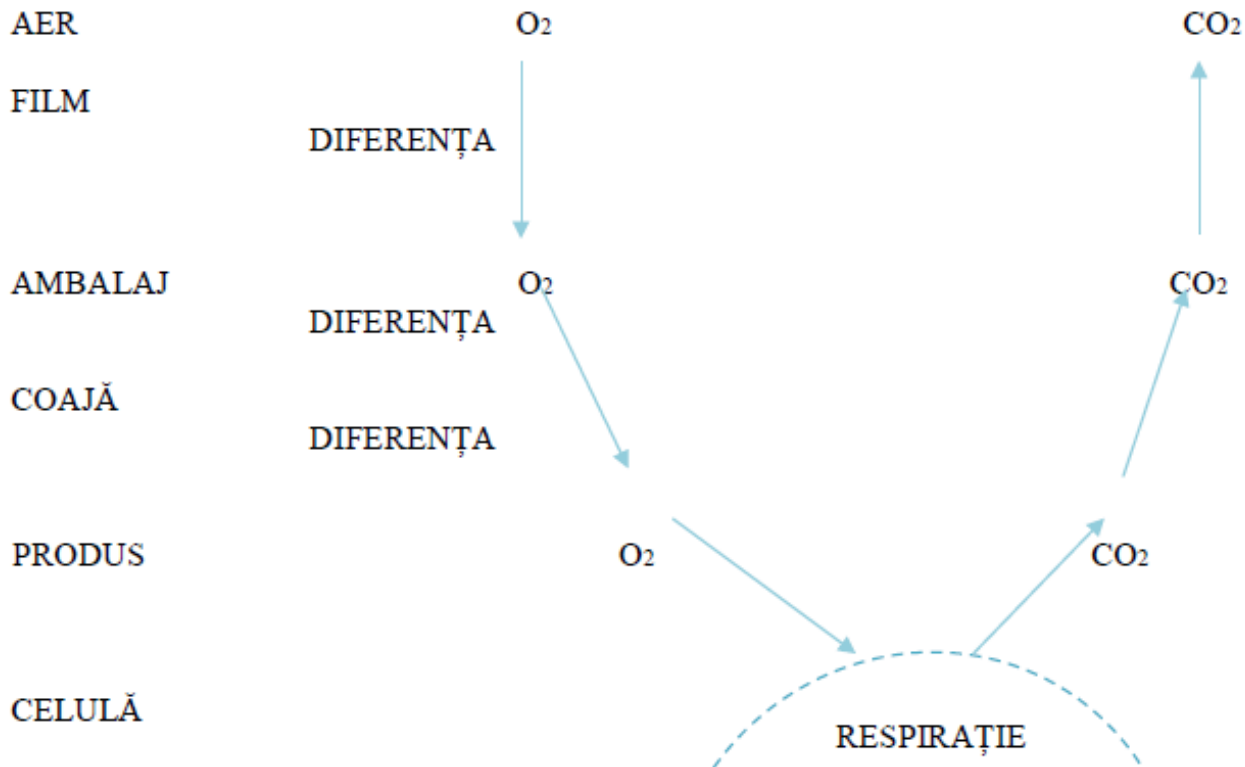 AER O2 CO2
FILM
DIFERENȚA
AMBALAJ O2 CO2
DIFERENȚA
COAJĂ
DIFERENȚA
PRODUS O2 CO2
CELULĂ
RESPIRAȚIE